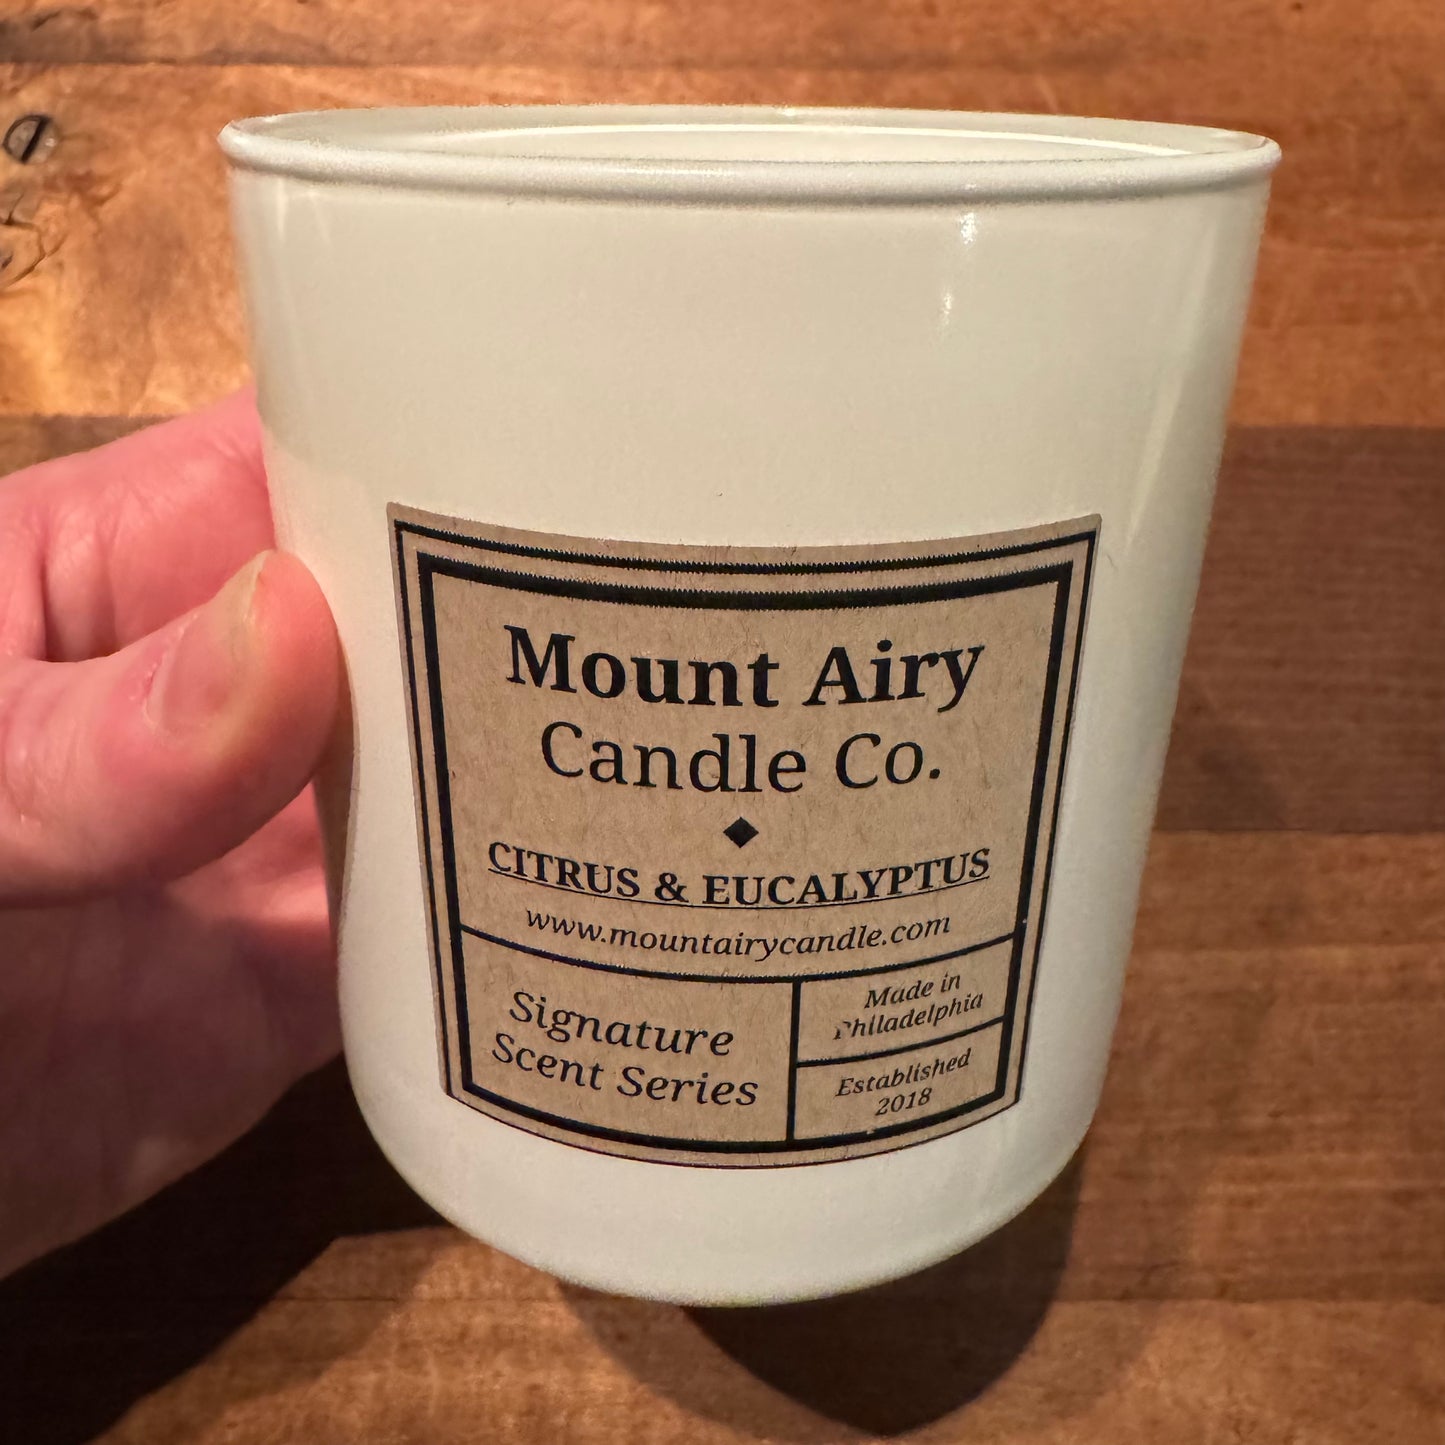 Mount Airy
Candle Co.
CITRUS & EUCALYPTUS
www.mountairycandle.com
Signature
Scent Series
Made in
Philadelphia
Established
2018